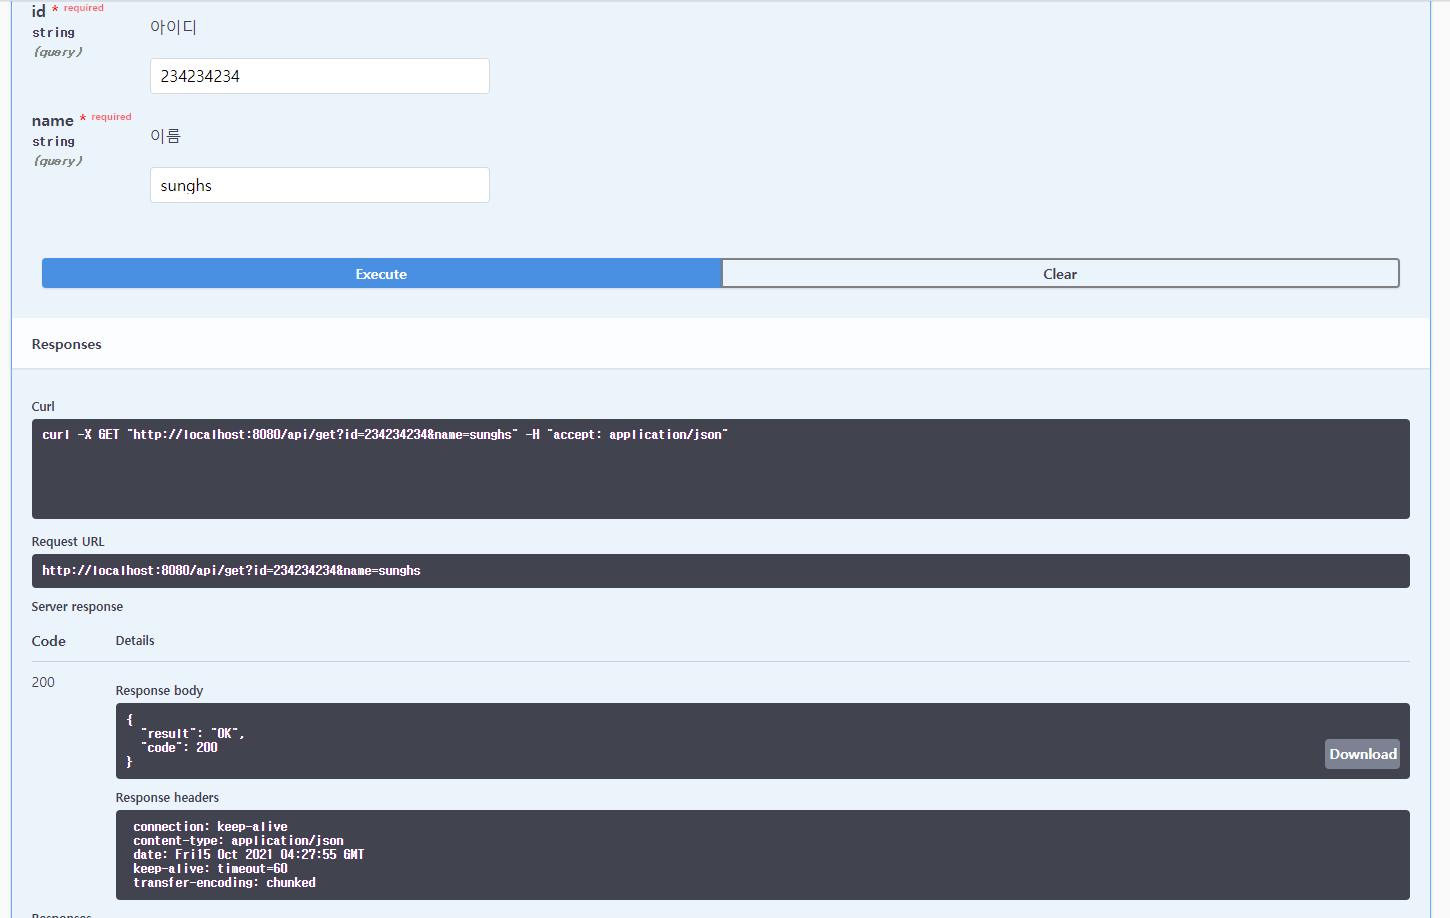 id * required
string
(query)
아이디
234234234
name * required
string
(query)
이름
sunghs
Execute
Clear
Responses
Curl
curl -X GET "http://localhost:8080/api/get?id=234234234&name=sunghs" -H "accept: application/json"
Request URL
http://localhost:8080/api/get?id=234234234&name=sunghs
Server response
Code
Details
200
Response body
{
"result": "OK",
"code": 200
}
Download
Response headers
connection: keep-alive
content-type: application/json
date: Fri15 Oct 2021 04:27:55 GMT
keep-alive: timeout=60
transfer-encoding: chunked
Responses